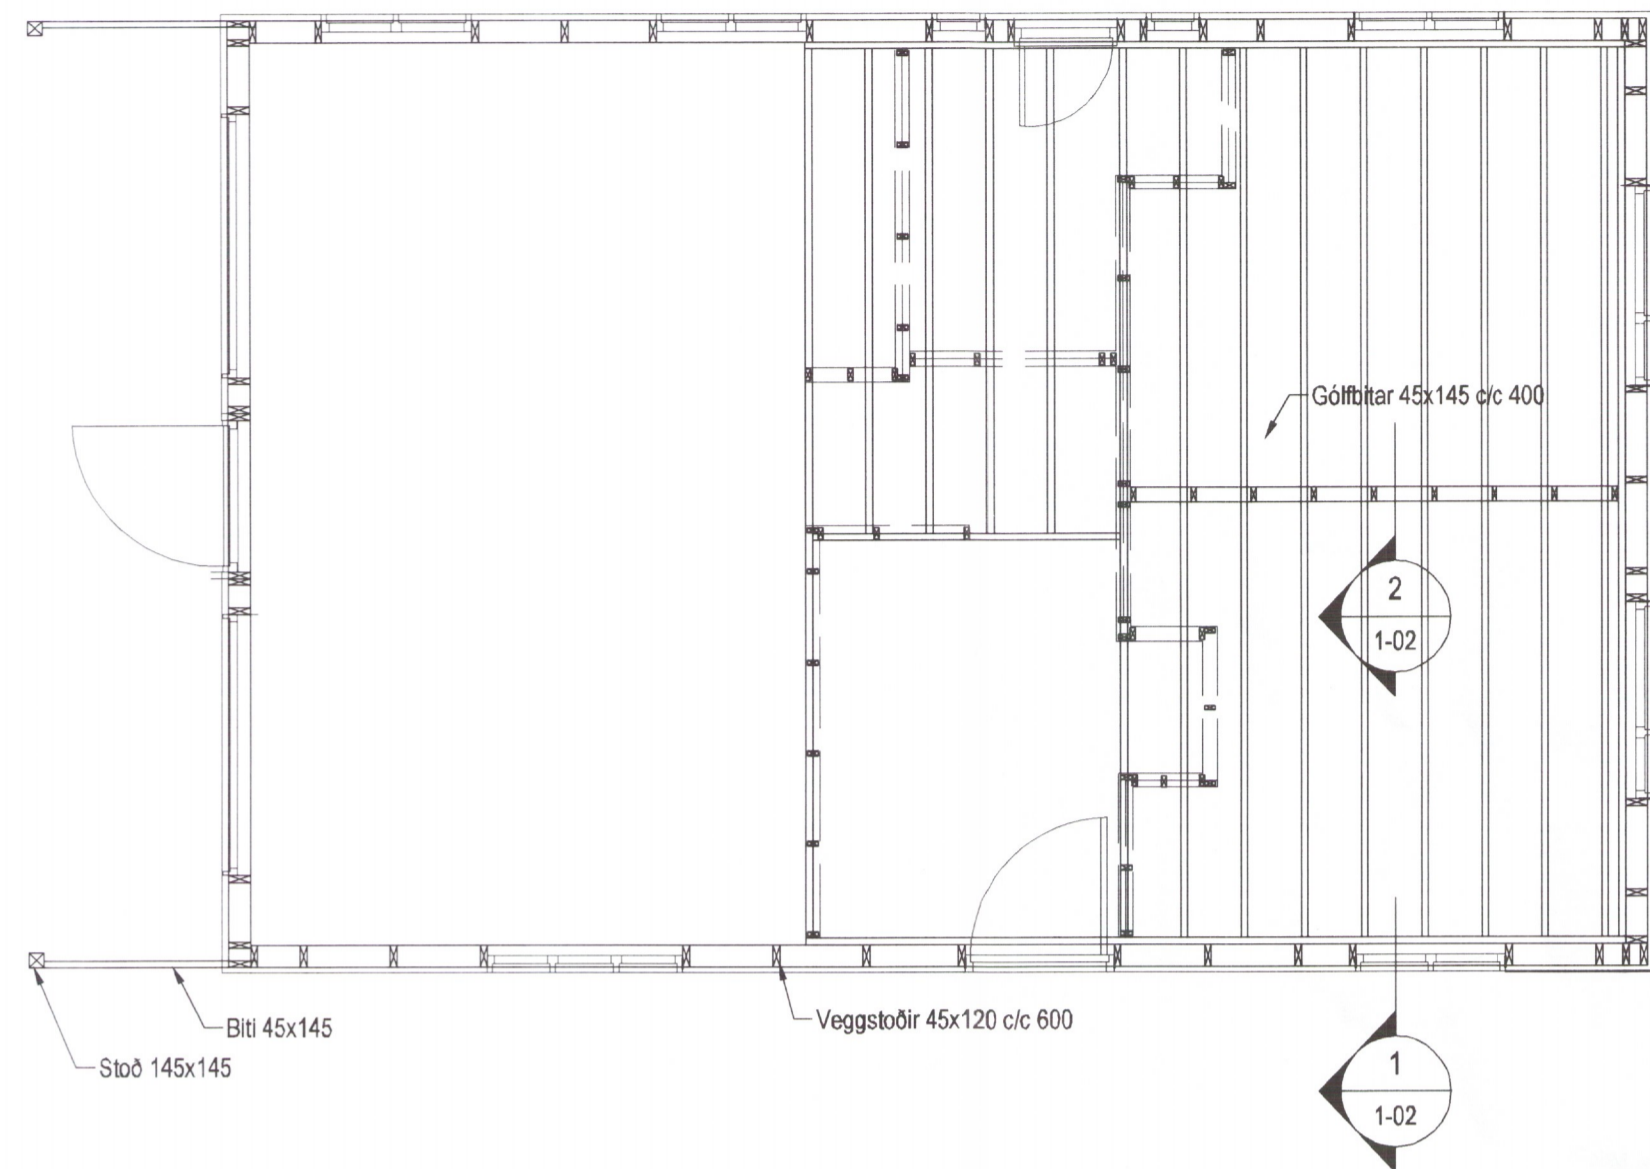 Gólfbitar 45x145 c/c 400
2
1-02
Biti 45x145
Veggstoðir 45x120 c/c 600
Stoð 145x145
1
1-02